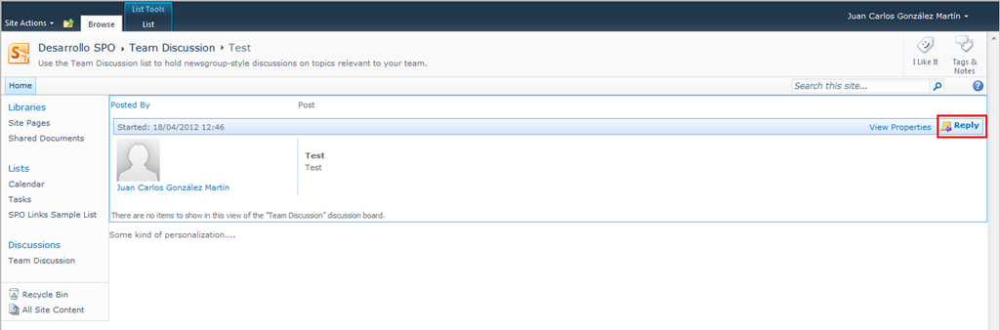 List Tools
Site Actions
Browse
List
Juan Carlos González Martín
Desarrollo SPO ▸ Team Discussion ▸ Test
Use the Team Discussion list to hold newsgroup-style discussions on topics relevant to your team.
I Like It
Tags & Notes
Home
Search this site...
Libraries
Site Pages
Shared Documents
Lists
Calendar
Tasks
SPO Links Sample List
Discussions
Team Discussion
Recycle Bin
All Site Content
Posted By
Post
Started: 18/04/2012 12:46
View Properties
Reply
Test
Test
Juan Carlos González Martín
There are no items to show in this view of the "Team Discussion" discussion board.
Some kind of personalization....